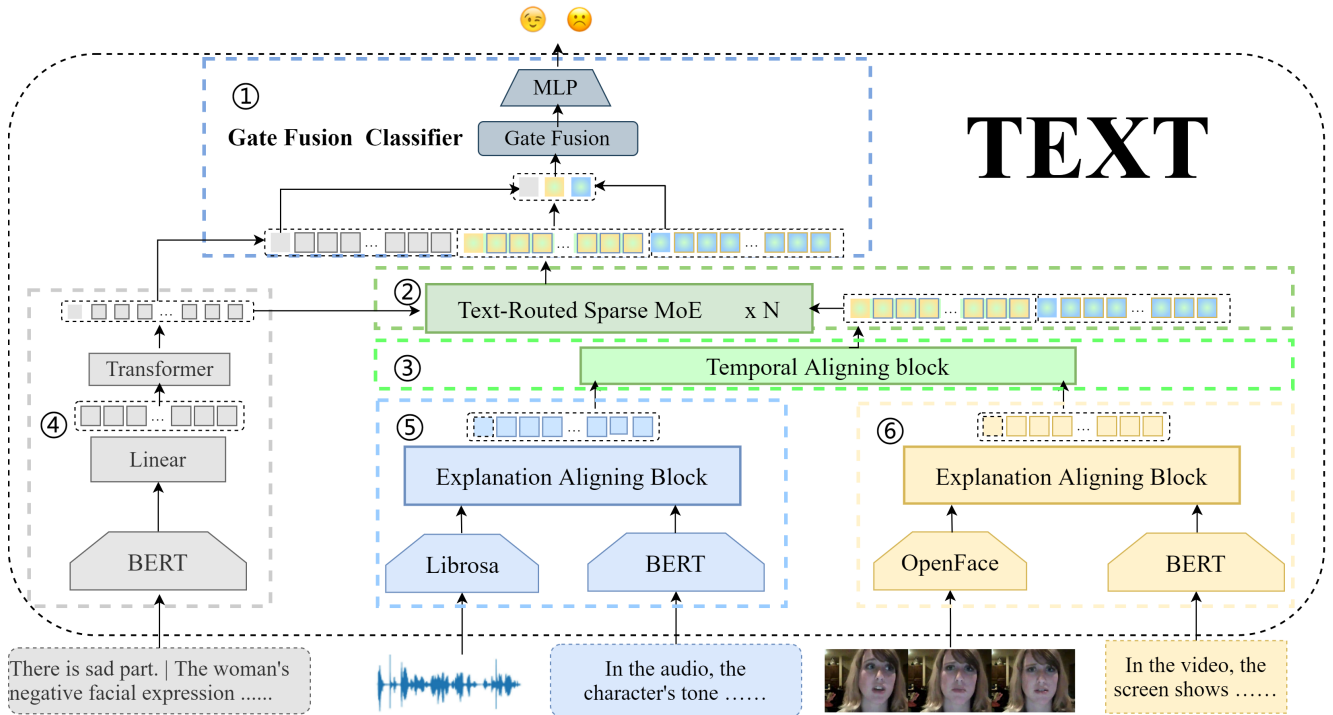 ①
MLP
Gate Fusion Classifier
Gate Fusion
TEXT
...
...
...
②
Text-Routed Sparse MoE x N
...
...
...
③
Temporal Aligning block
Transformer
④
...
Linear
BERT
⑤
...
Explanation Aligning Block
Librosa
BERT
⑥
...
Explanation Aligning Block
OpenFace
BERT
There is sad part. | The woman's
negative facial expression ......
In the audio, the
character's tone ……
In the video, the
screen shows ……